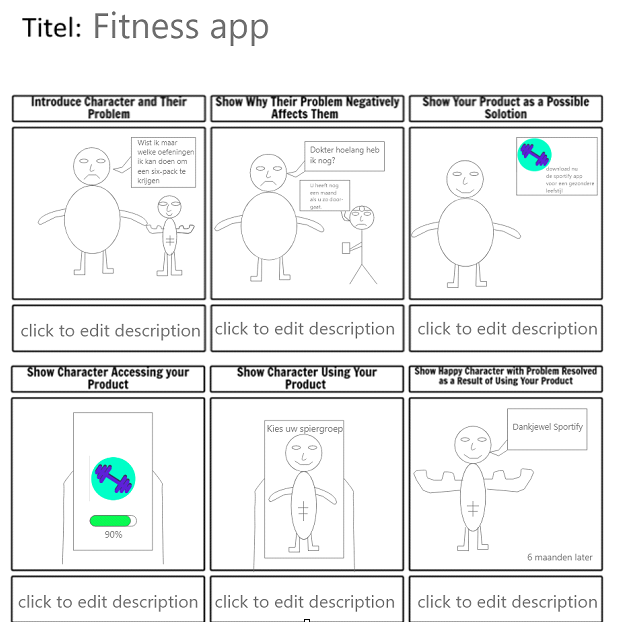 Titel: Fitness app
Introduce Character and Their
Problem
Show Why Their Problem Negatively
Affects Them
Show Your Product as a Possible
Solotion
Wist ik maar
welke oefeningen
ik kan doen om
een six-pack te
krijgen
Dokter hoelang heb
ik nog?
u heeft nog
een maand
als u zo door-
gaat.
download nu
de sportify app
voor een gezondere
leefstijl
click to edit description
click to edit description
click to edit description
Show Character Accessing your
Product
Show Character Using Your
Product
Show Happy Character with Problem Resolved
as a Result of Using Your Product
90%
Kies uw spiergroep
Dankjewel Sportify
6 maanden later
click to edit description
click to edit description
click to edit description